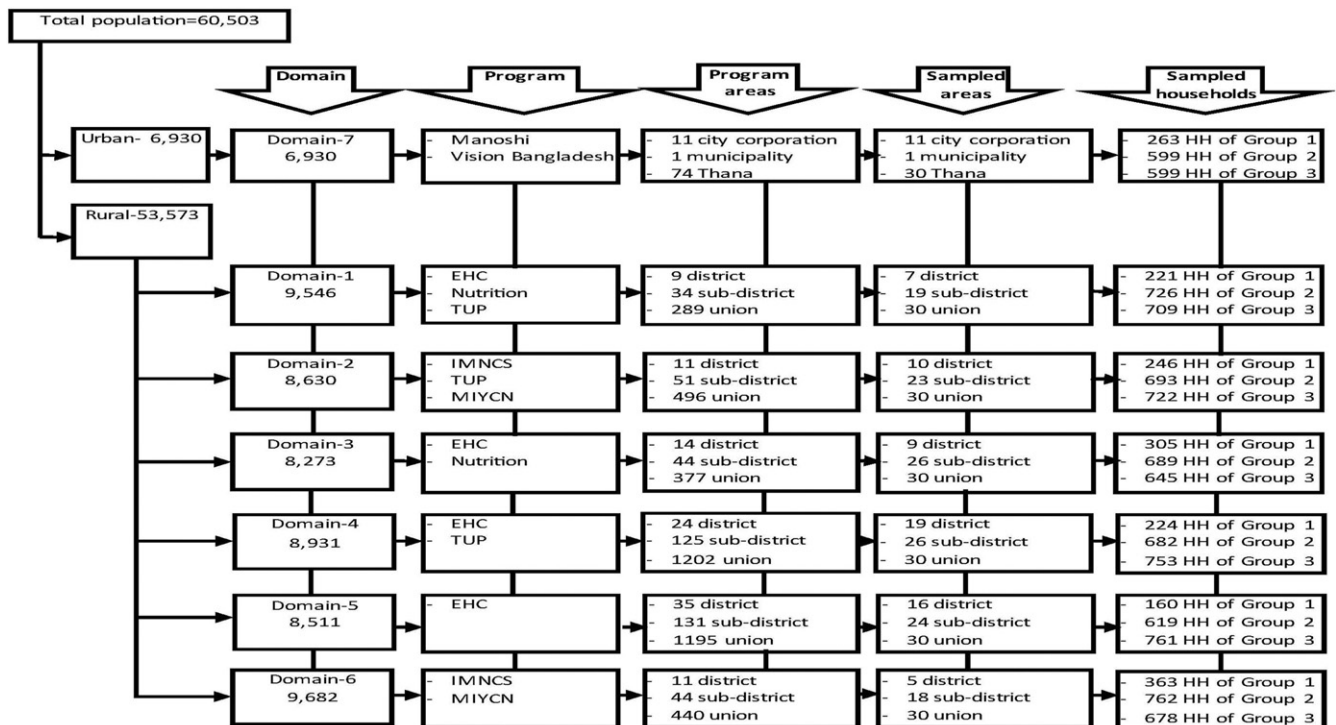 Total population=60,503
Domain
Program
Program
areas
Sampled
areas
Sampled
households
Urban- 6,930
Domain-7
6,930
- Manoshi
- Vision Bangladesh
- 11 city corporation
- 1 municipality
- 74 Thana
- 11 city corporation
- 1 municipality
- 30 Thana
- 263 HH of Group 1
- 599 HH of Group 2
- 599 HH of Group 3
Rural-53,573
Domain-1
9,546
- EHC
- Nutrition
- TUP
- 9 district
- 34 sub-district
- 289 union
- 7 district
- 19 sub-district
- 30 union
- 221 HH of Group 1
- 726 HH of Group 2
- 709 HH of Group 3
Domain-2
8,630
- IMNCS
- TUP
- MIYCN
- 11 district
- 51 sub-district
- 496 union
- 10 district
- 23 sub-district
- 30 union
- 246 HH of Group 1
- 693 HH of Group 2
- 722 HH of Group 3
Domain-3
8,273
- EHC
- Nutrition
- 14 district
- 44 sub-district
- 377 union
- 9 district
- 26 sub-district
- 30 union
- 305 HH of Group 1
- 689 HH of Group 2
- 645 HH of Group 3
Domain-4
8,931
- EHC
- TUP
- 24 district
- 125 sub-district
- 1202 union
- 19 district
- 26 sub-district
- 30 union
- 224 HH of Group 1
- 682 HH of Group 2
- 753 HH of Group 3
Domain-5
8,511
- EHC
- 35 district
- 131 sub-district
- 1195 union
- 16 district
- 24 sub-district
- 30 union
- 160 HH of Group 1
- 619 HH of Group 2
- 761 HH of Group 3
Domain-6
9,682
- IMNCS
- MIYCN
- 11 district
- 44 sub-district
- 440 union
- 5 district
- 18 sub-district
- 30 union
- 363 HH of Group 1
- 762 HH of Group 2
- 678 HH of Group 3